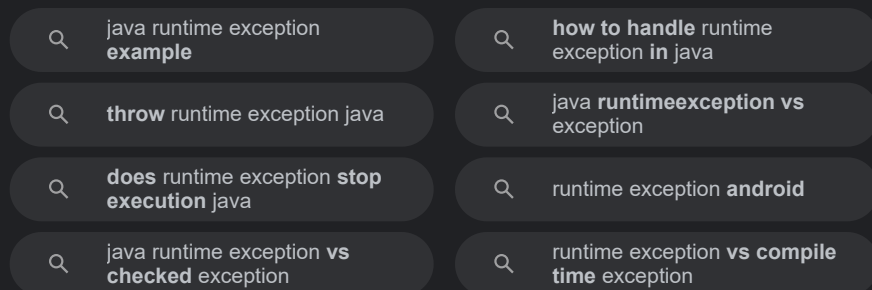 java runtime exception
example
how to handle runtime
exception in java
throw runtime exception java
java runtimeexception vs
exception
does runtime exception stop
execution java
runtime exception android
java runtime exception vs
checked exception
runtime exception vs compile
time exception